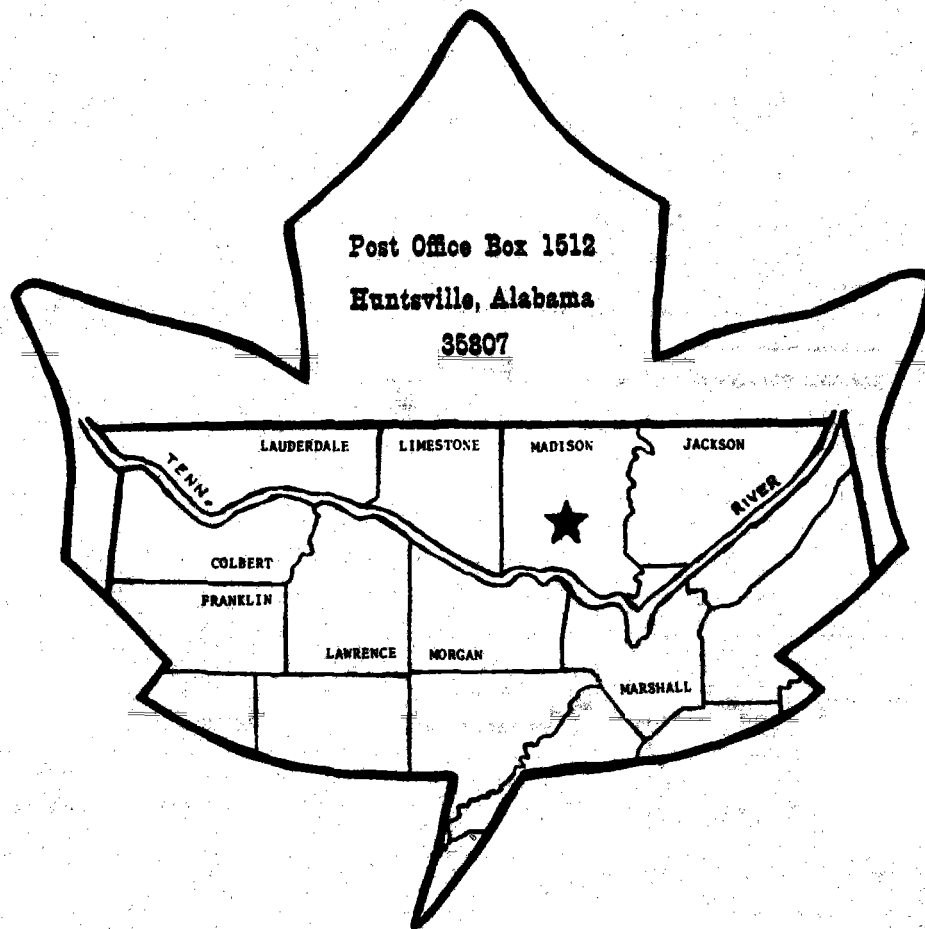 Post Office Box 1512
Huntsville, Alabama
35807
LAUDERDALE LIMESTONE MADISON JACKSON
TENN. RIVER
COLBERT
FRANKLIN
LAWRENCE MORGAN
MARSHALL